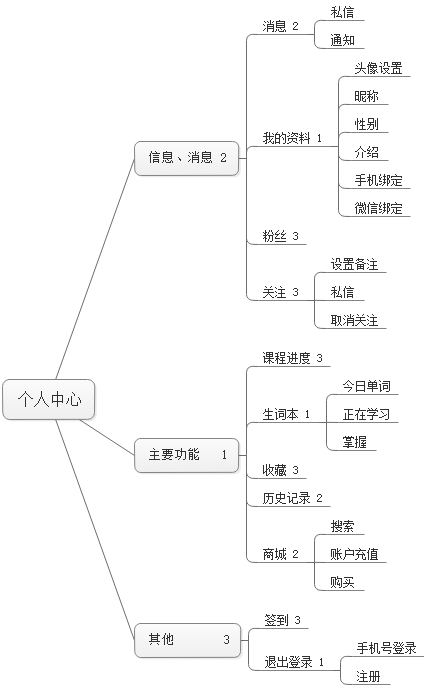 个人中心
信息、消息 2
消息 2
私信
通知
我的资料 1
头像设置
昵称
性别
介绍
手机绑定
微信绑定
粉丝 3
关注 3
设置备注
私信
取消关注
主要功能 1
课程进度 3
生词本 1
今日单词
正在学习
掌握
收藏 3
历史记录 2
商城 2
搜索
账户充值
购买
其他 3
签到 3
退出登录 1
手机号登录
注册